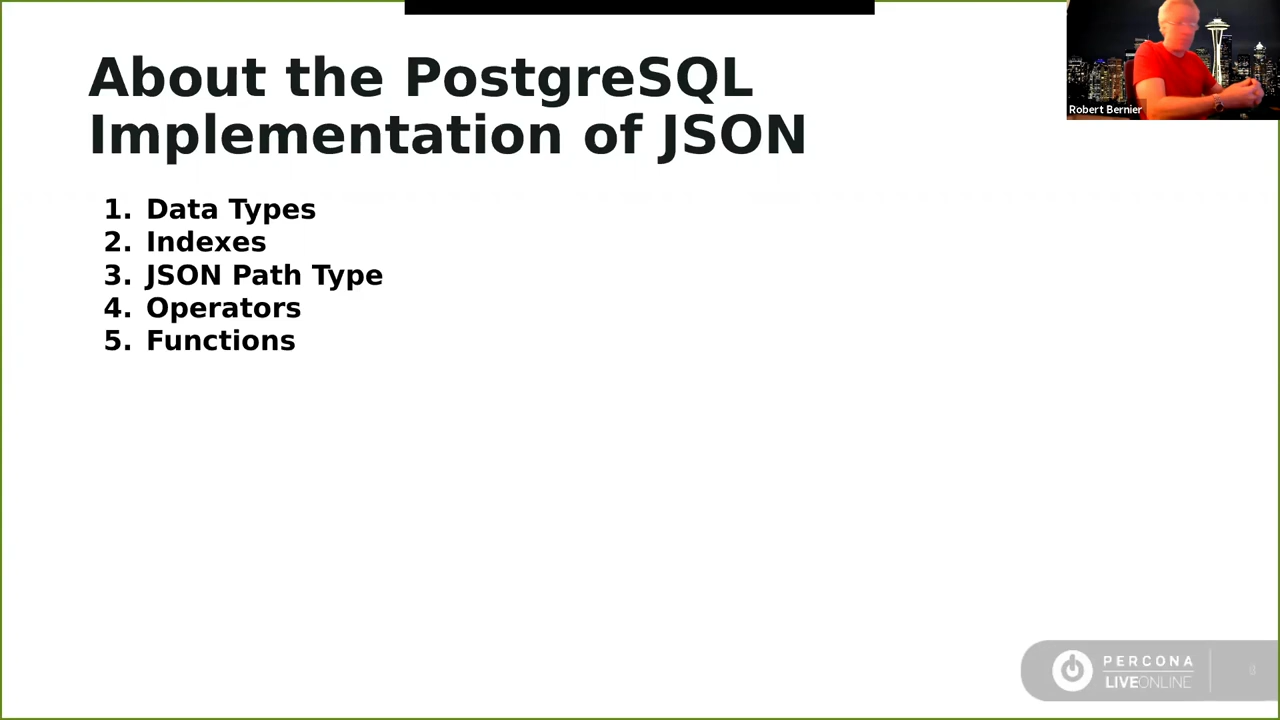 About the PostgreSQL
Implementation of JSON
Robert Bernier
1. Data Types
2. Indexes
3. JSON Path Type
4. Operators
5. Functions
PERCONA
LIVEONLINE